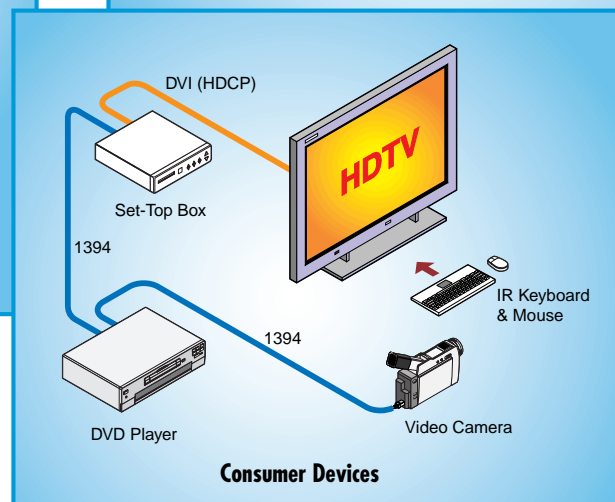 DVI (HDCP)
HDTV
Set-Top Box
1394
IR Keyboard
& Mouse
1394
DVD Player
Video Camera
Consumer Devices